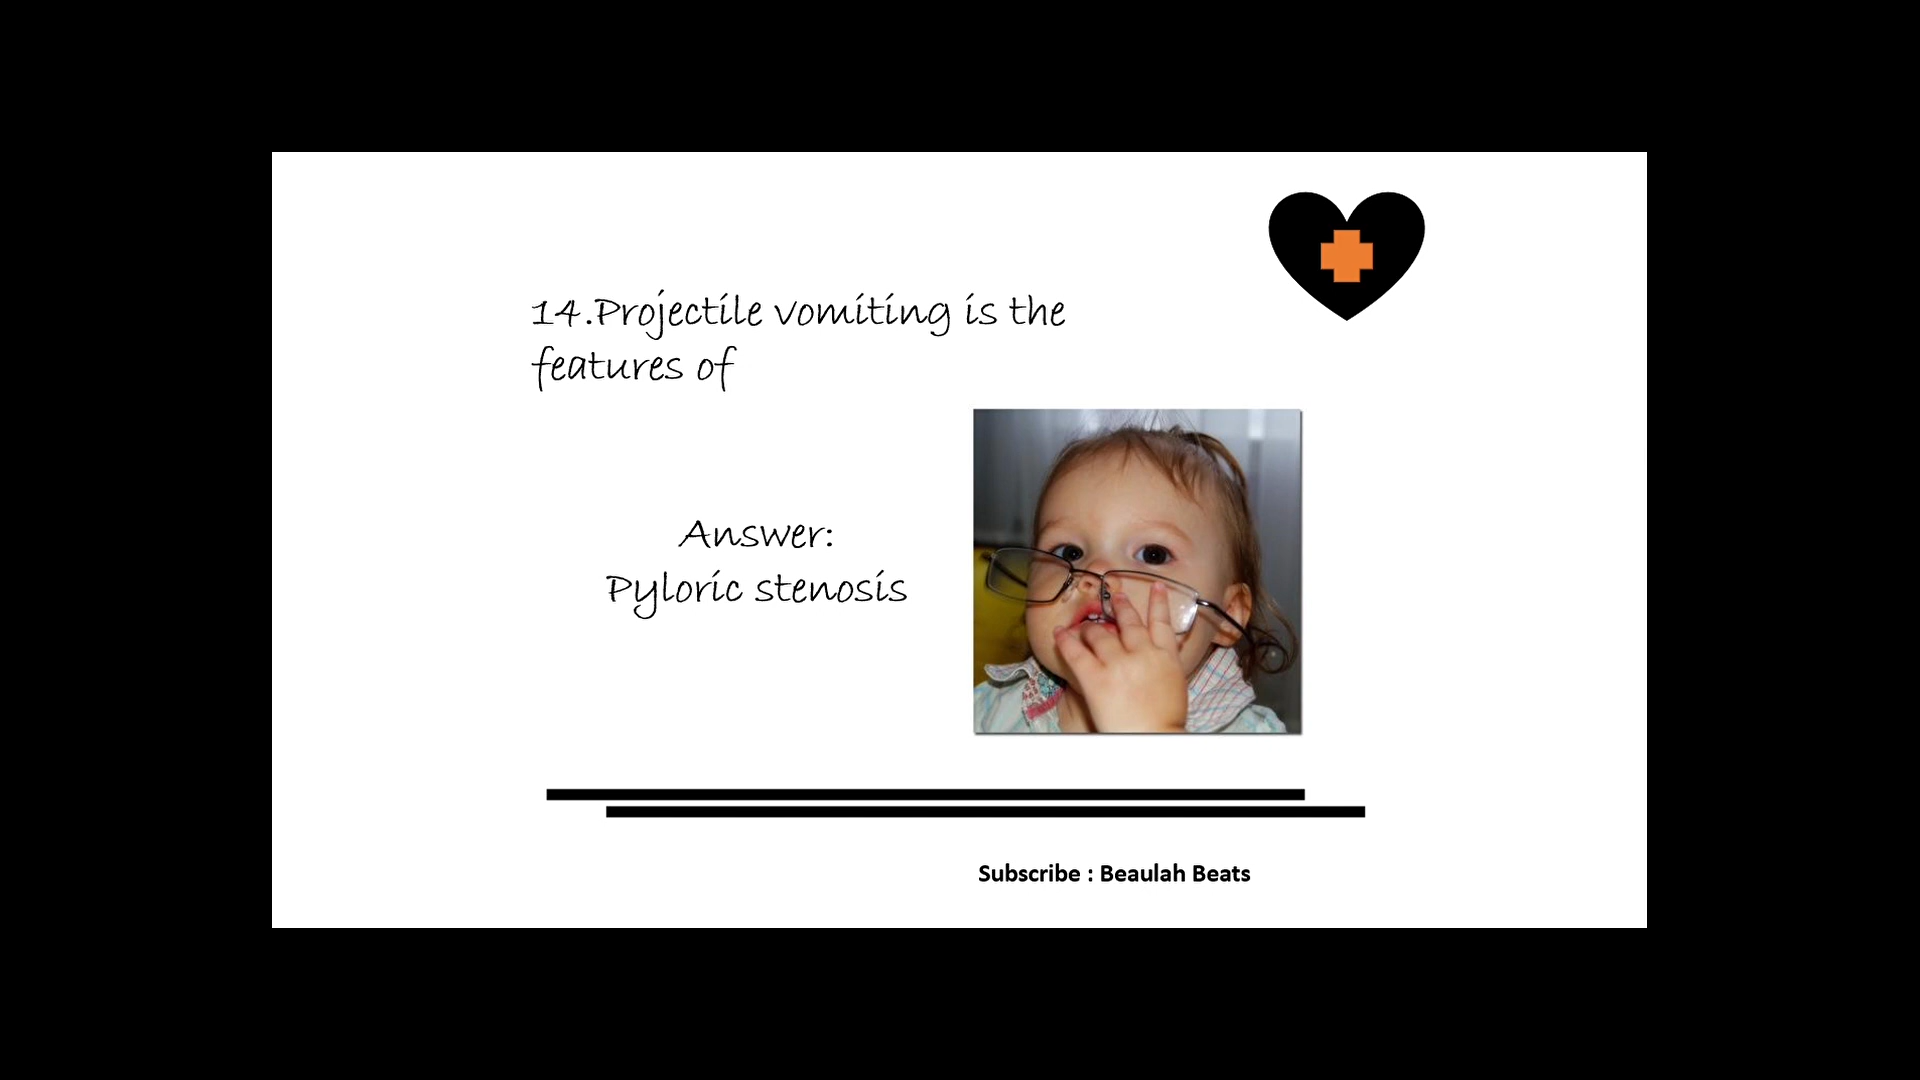 14.Projectile vomiting is the
features of
Answer:
Pyloric stenosis
Subscribe : Beaulah Beats